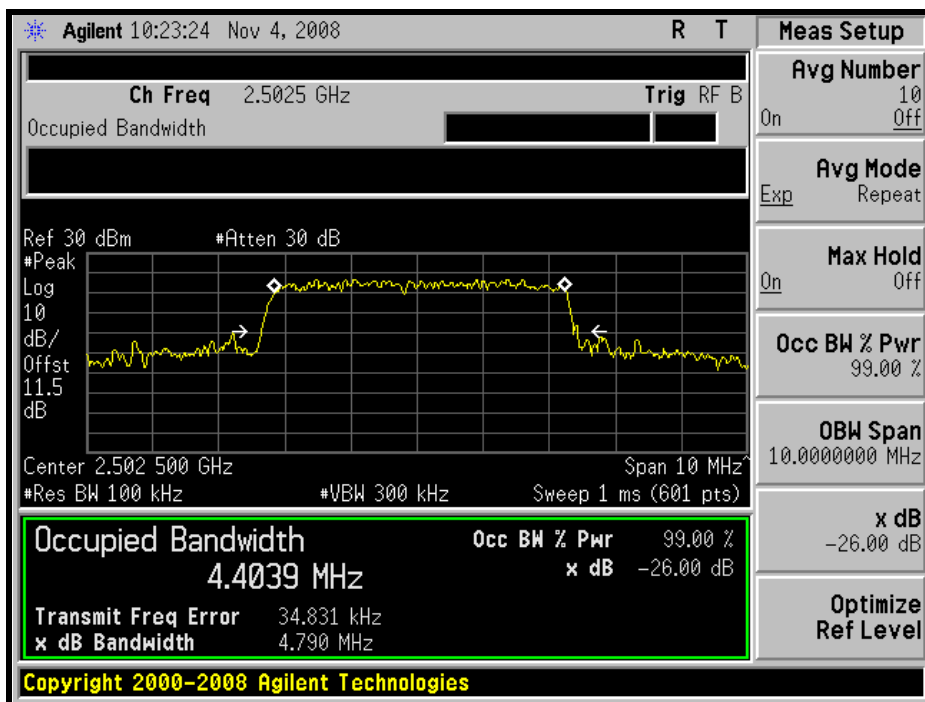 Agilent 10:23:24 Nov 4, 2008 R T
Ch Freq 2.5025 GHz Trig RF B
Occupied Bandwidth
Ref 30 dBm #Atten 30 dB
#Peak
Log
10
dB/
Offst
11.5
dB
Center 2.502 500 GHz Span 10 MHz^
#Res BW 100 kHz #VBW 300 kHz Sweep 1 ms (601 pts)
Occupied Bandwidth Occ BW % Pwr 99.00 %
4.4039 MHz x dB -26.00 dB
Transmit Freq Error 34.831 kHz
x dB Bandwidth 4.790 MHz
Copyright 2000-2008 Agilent Technologies
Meas Setup
Avg Number
10
On Off
Avg Mode
Exp Repeat
Max Hold
On Off
Occ BW % Pwr
99.00 %
OBW Span
10.0000000 MHz
x dB
-26.00 dB
Optimize
Ref Level